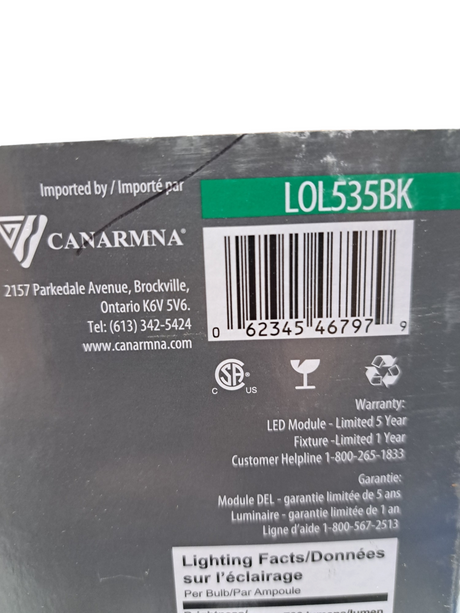 Imported by / Importé par
CANARMNA®
2157 Parkedale Avenue, Brockville,
Ontario K6V 5V6.
Tel: (613) 342-5424
www.canarmna.com
LOL535BK
0 62345 46797 9
SA
C US
Warranty:
LED Module - Limited 5 Year
Fixture -Limited 1 Year
Customer Helpline 1-800-265-1833
Garantie:
Module DEL - garantie limitée de 5 ans
Luminaire - garantie limitée de 1 an
Ligne d'aide 1-800-567-2513
Lighting Facts/Données
sur l'éclairage
Per Bulb/Par Ampoule